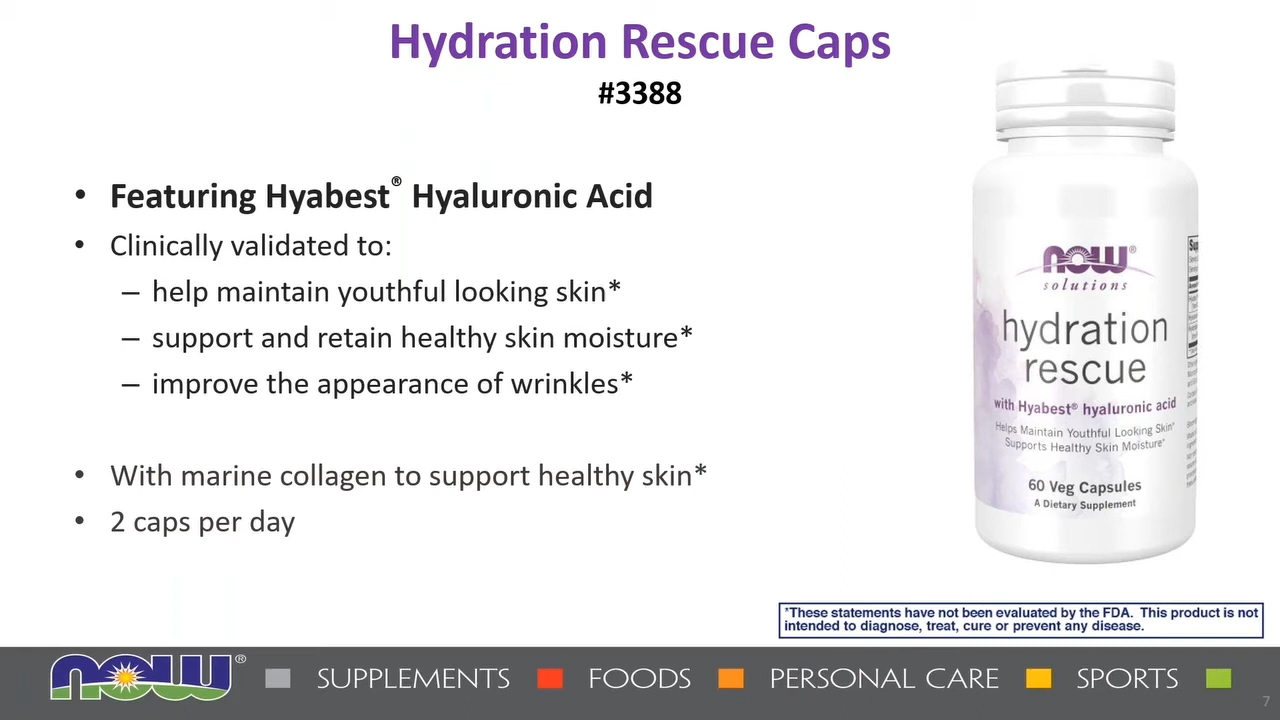 Hydration Rescue Caps
#3388
• Featuring Hyabest® Hyaluronic Acid
• Clinically validated to:
– help maintain youthful looking skin*
– support and retain healthy skin moisture*
– improve the appearance of wrinkles*
• With marine collagen to support healthy skin*
• 2 caps per day
NOW®
solutions
hydration
rescue
with Hyabest® hyaluronic acid
Helps Maintain Youthful Looking Skin*
Supports Healthy Skin Moisture*
60 Veg Capsules
A Dietary Supplement
*These statements have not been evaluated by the FDA. This product is not
intended to diagnose, treat, cure or prevent any disease.
NOW® SUPPLEMENTS FOODS PERSONAL CARE SPORTS
7